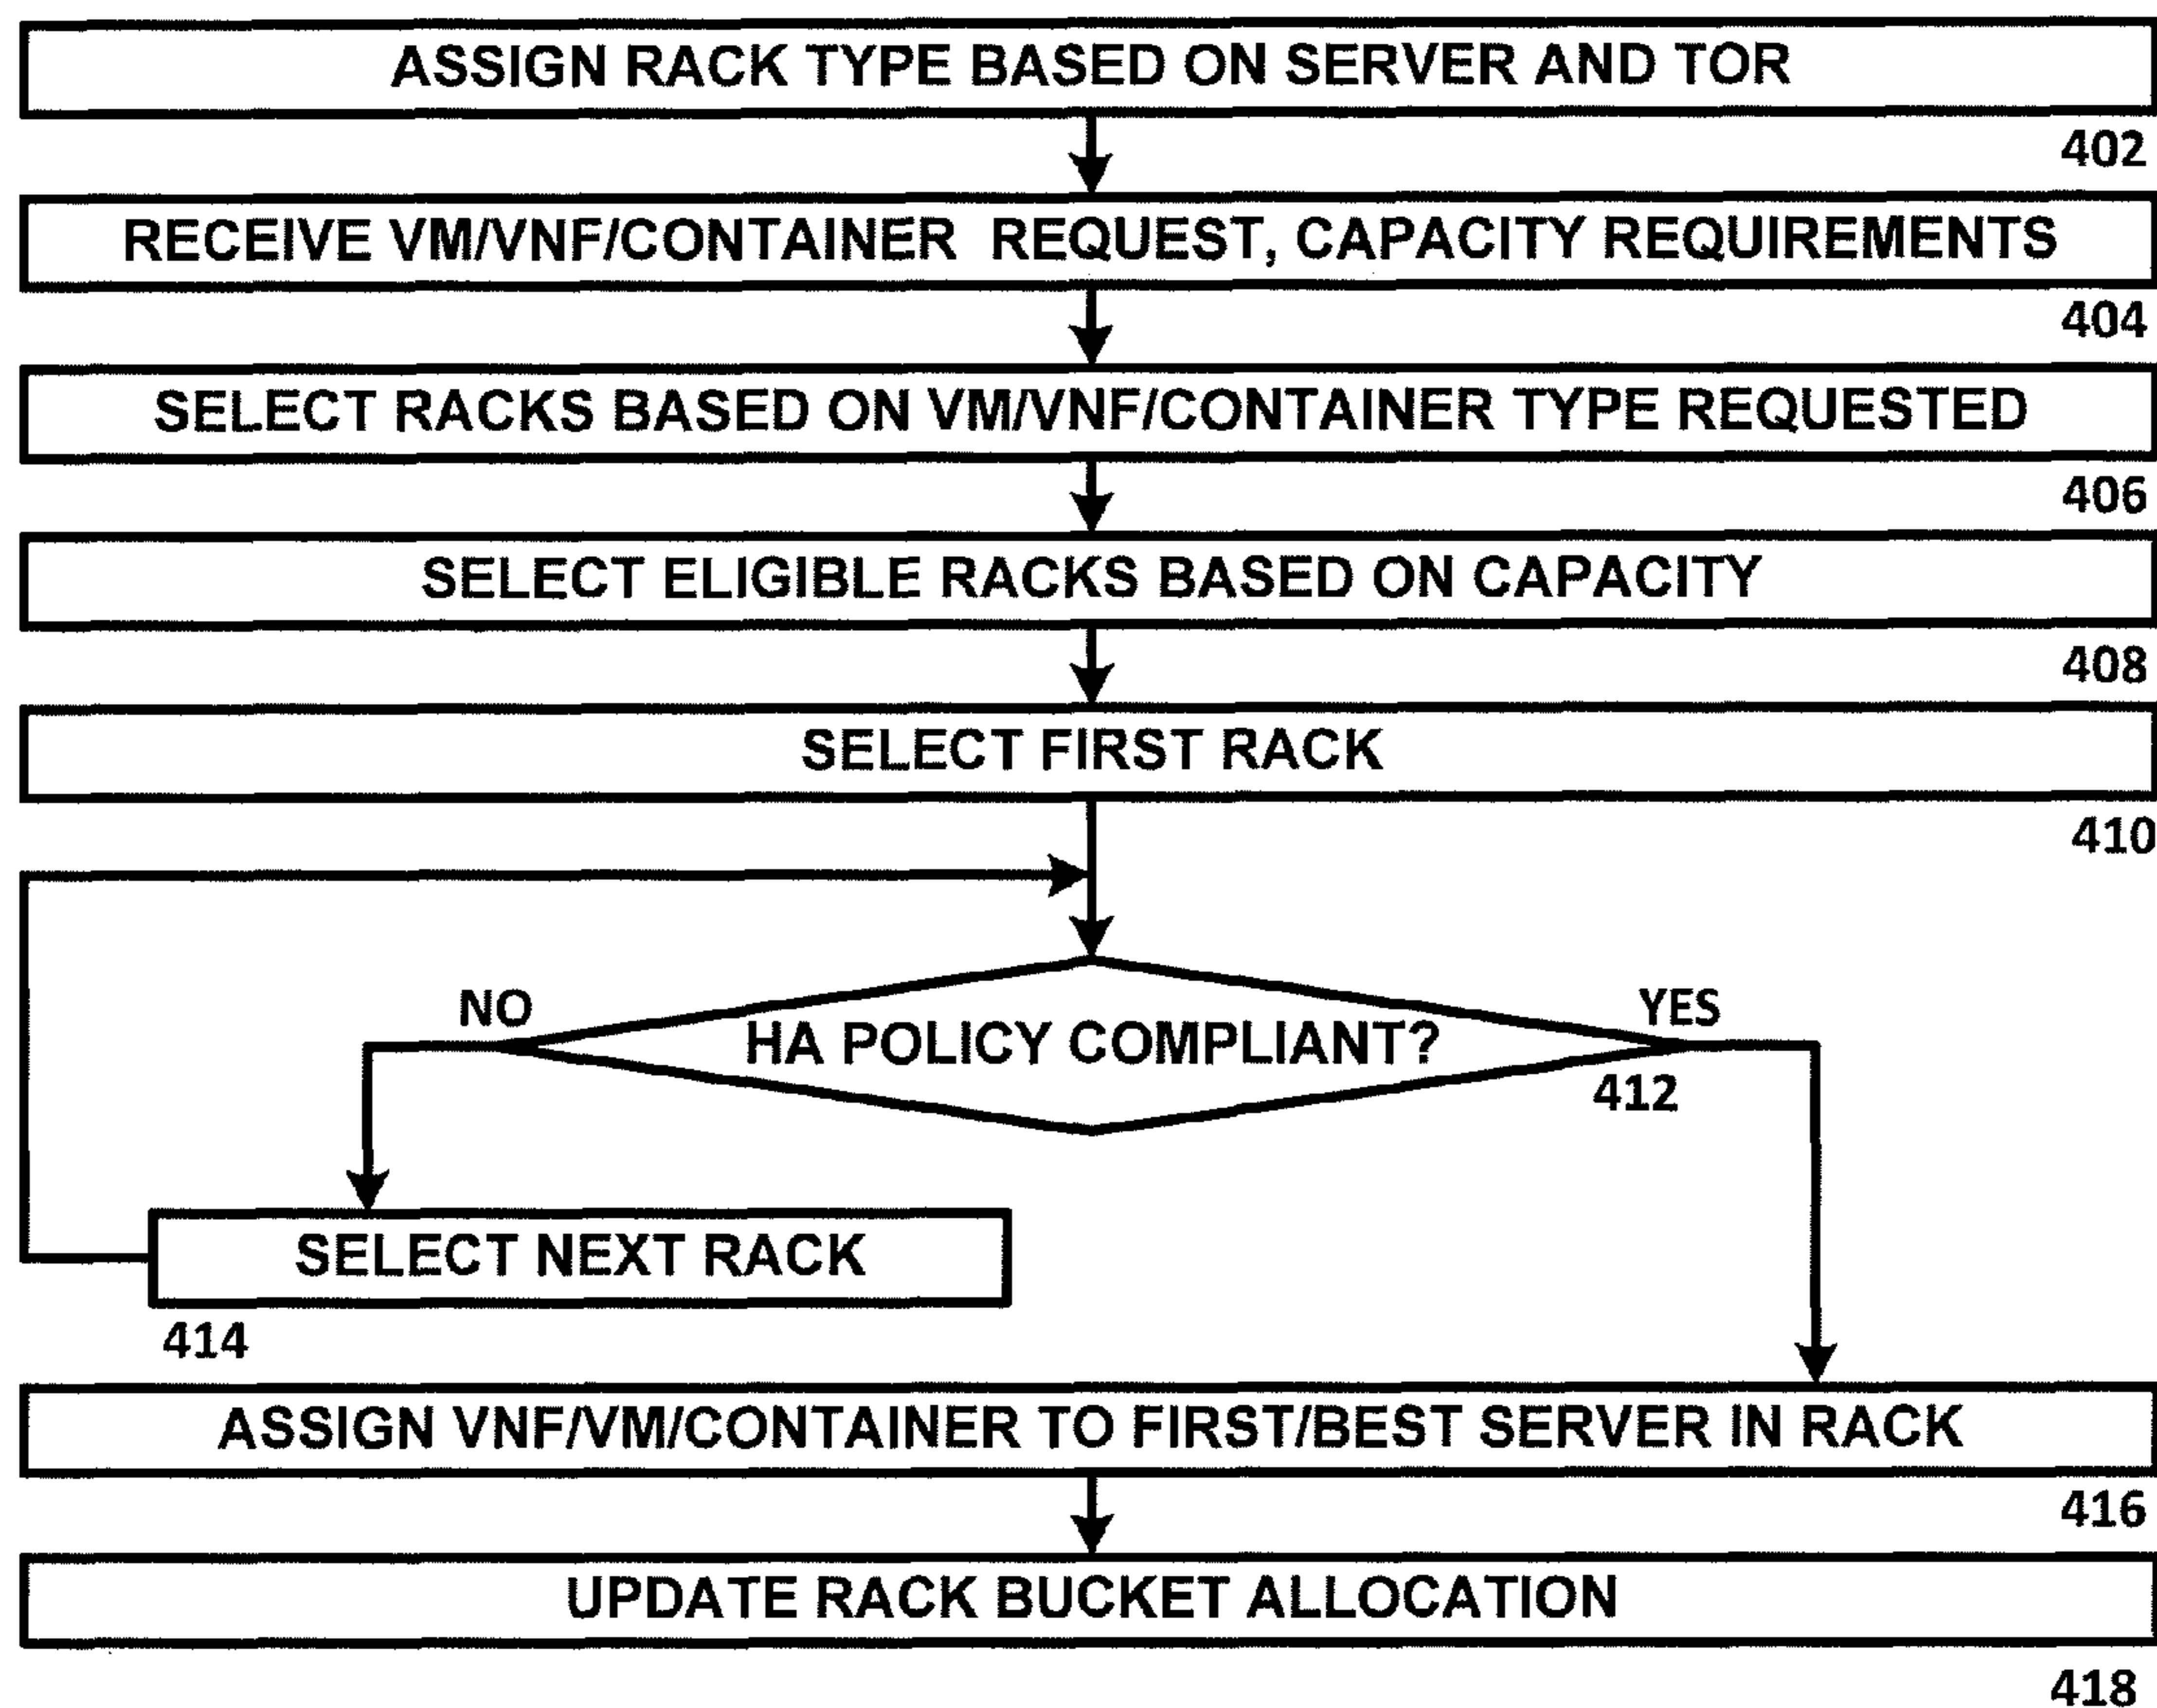 ASSIGN RACK TYPE BASED ON SERVER AND TOR
402
RECEIVE VM/VNF/CONTAINER REQUEST, CAPACITY REQUIREMENTS
404
SELECT RACKS BASED ON VM/VNF/CONTAINER TYPE REQUESTED
406
SELECT ELIGIBLE RACKS BASED ON CAPACITY
408
SELECT FIRST RACK
410
NO
YES
HA POLICY COMPLIANT?
412
SELECT NEXT RACK
414
ASSIGN VNF/VM/CONTAINER TO FIRST/BEST SERVER IN RACK
416
UPDATE RACK BUCKET ALLOCATION
418